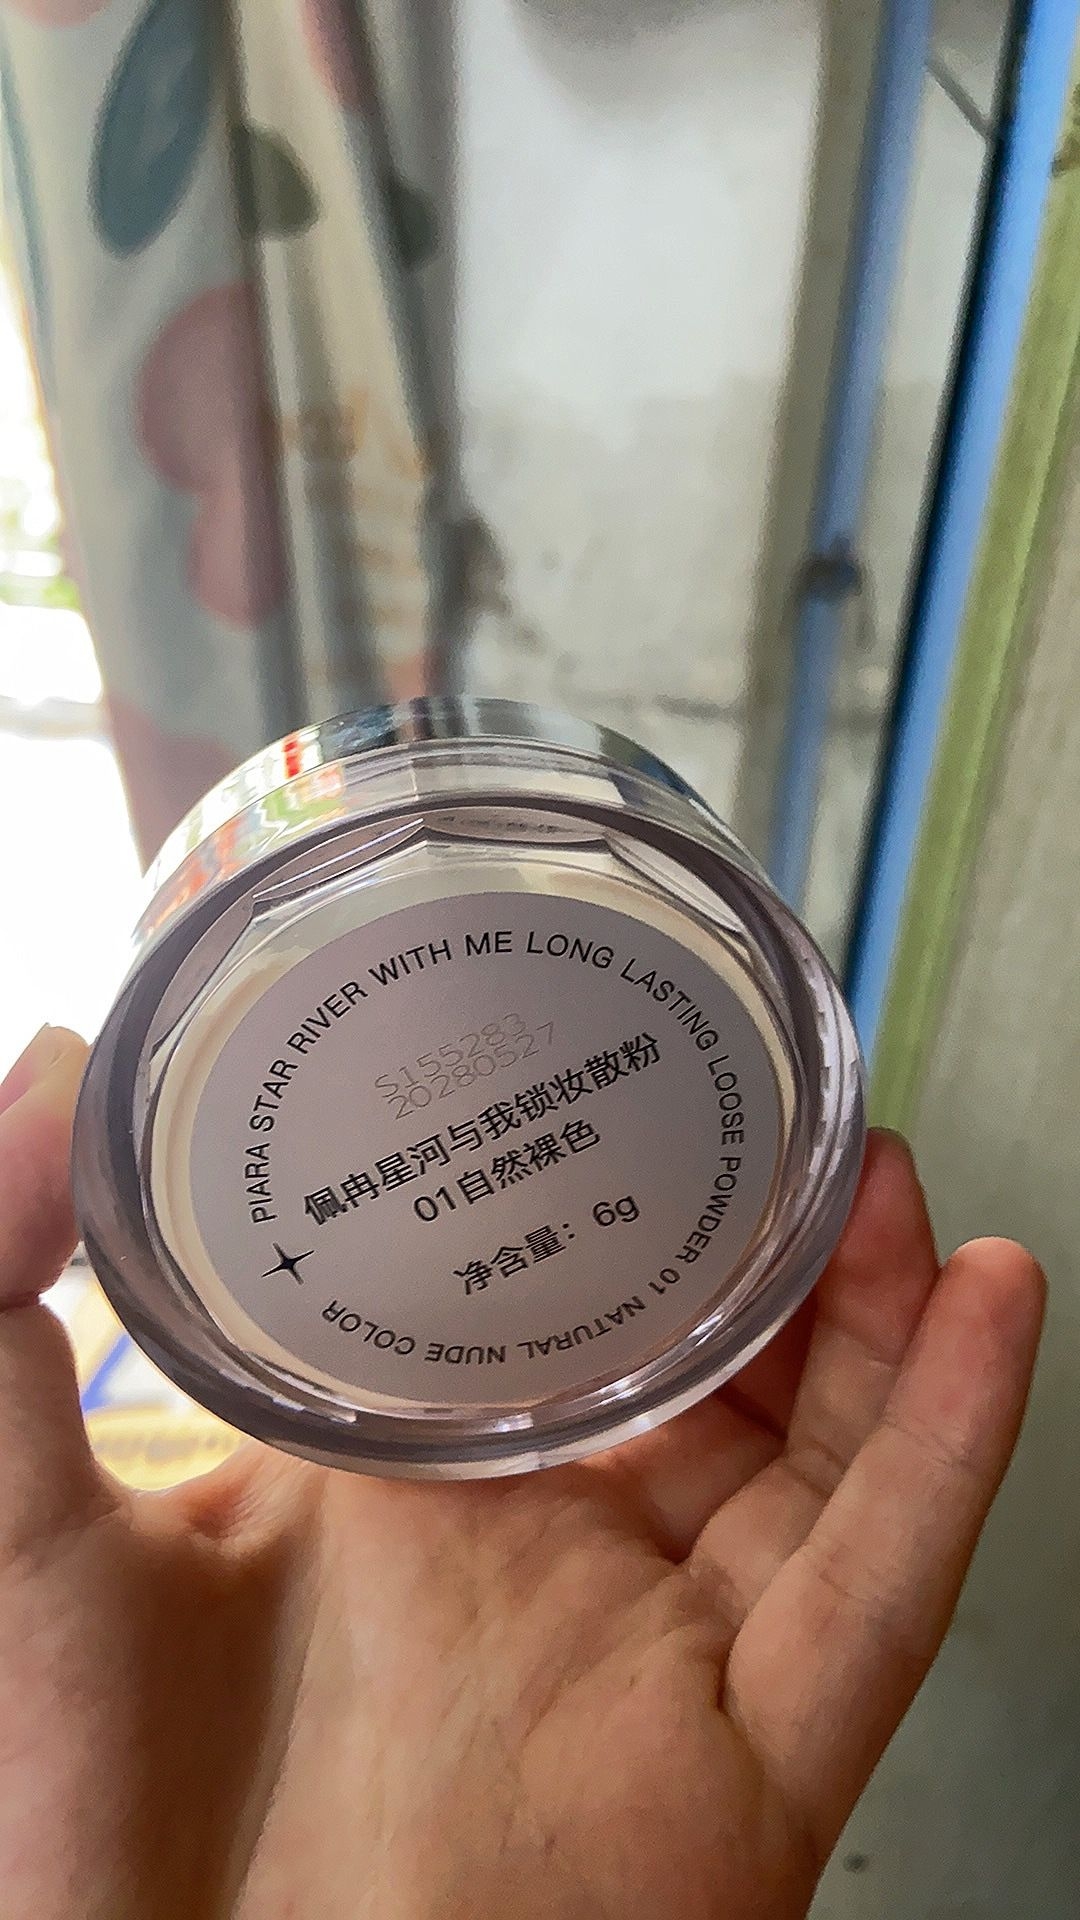 PIARA STAR RIVER WITH ME LONG LASTING LOOSE POWDER 01 NATURAL NUDE COLOR
S155283
20280527
佩冉星河与我锁妆散粉
01自然裸色
净含量：6g